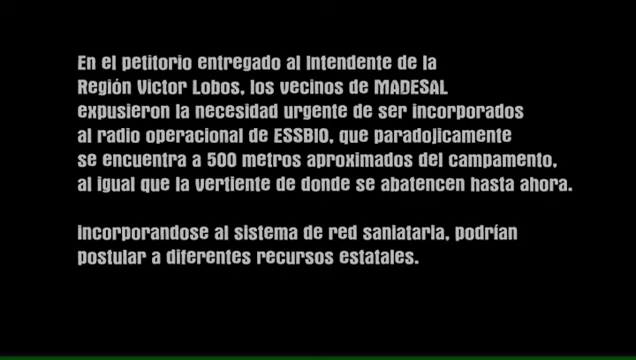 En el petitorio entregado al Intendente de la
Región Victor Lobos, los vecinos de MADESAL
expusieron la necesidad urgente de ser incorporados
al radio operacional de ESSBIO, que paradojicamente
se encuentra a 500 metros aproximados del campamento,
al igual que la vertiente de donde se abatencen hasta ahora.
Incorporandose al sistema de red saniataria, podrían
postular a diferentes recursos estatales.